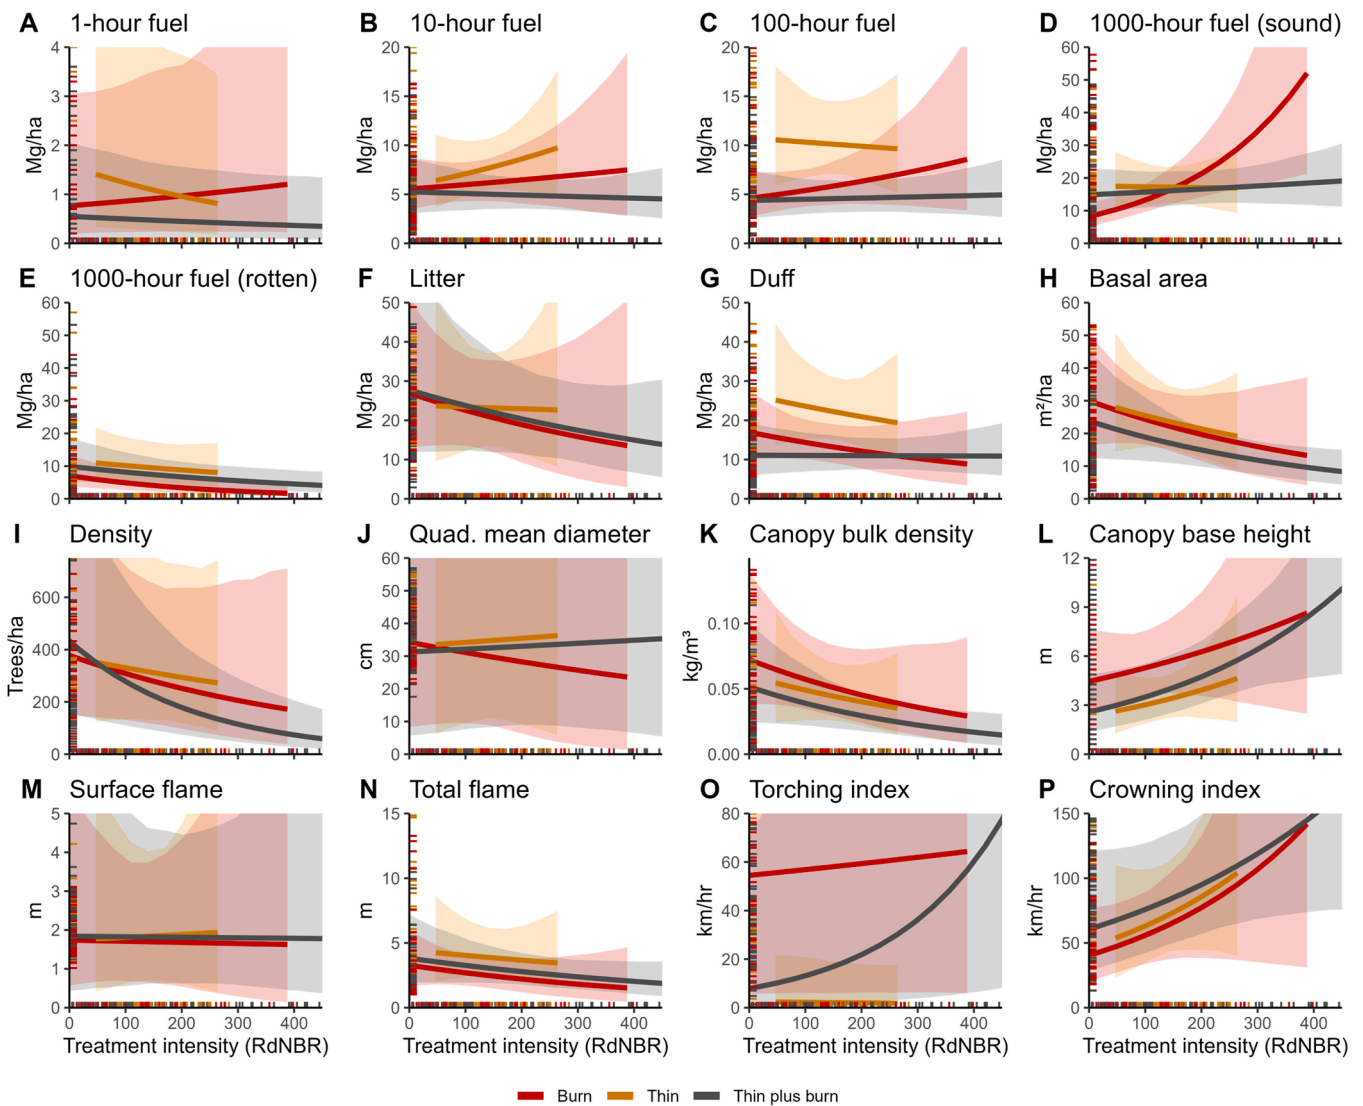 A 1-hour fuel
B 10-hour fuel
C 100-hour fuel
D 1000-hour fuel (sound)
4
3
2
1
0
Mg/ha
20
15
10
5
0
Mg/ha
20
15
10
5
0
Mg/ha
60
50
40
30
20
10
0
Mg/ha
E 1000-hour fuel (rotten)
F Litter
G Duff
H Basal area
60
50
40
30
20
10
0
Mg/ha
50
40
30
20
10
0
Mg/ha
50
40
30
20
10
0
Mg/ha
60
50
40
30
20
10
0
m²/ha
I Density
J Quad. mean diameter
K Canopy bulk density
L Canopy base height
600
400
200
0
Trees/ha
60
50
40
30
20
10
0
cm
0.10
0.05
0.00
kg/m³
12
9
6
3
0
m
M Surface flame
N Total flame
O Torching index
P Crowning index
5
4
3
2
1
0
m
15
10
5
0
m
80
60
40
20
0
km/hr
150
100
50
0
km/hr
0 100 200 300 400
0 100 200 300 400
0 100 200 300 400
0 100 200 300 400
Treatment intensity (RdNBR)
Treatment intensity (RdNBR)
Treatment intensity (RdNBR)
Treatment intensity (RdNBR)
Burn Thin Thin plus burn